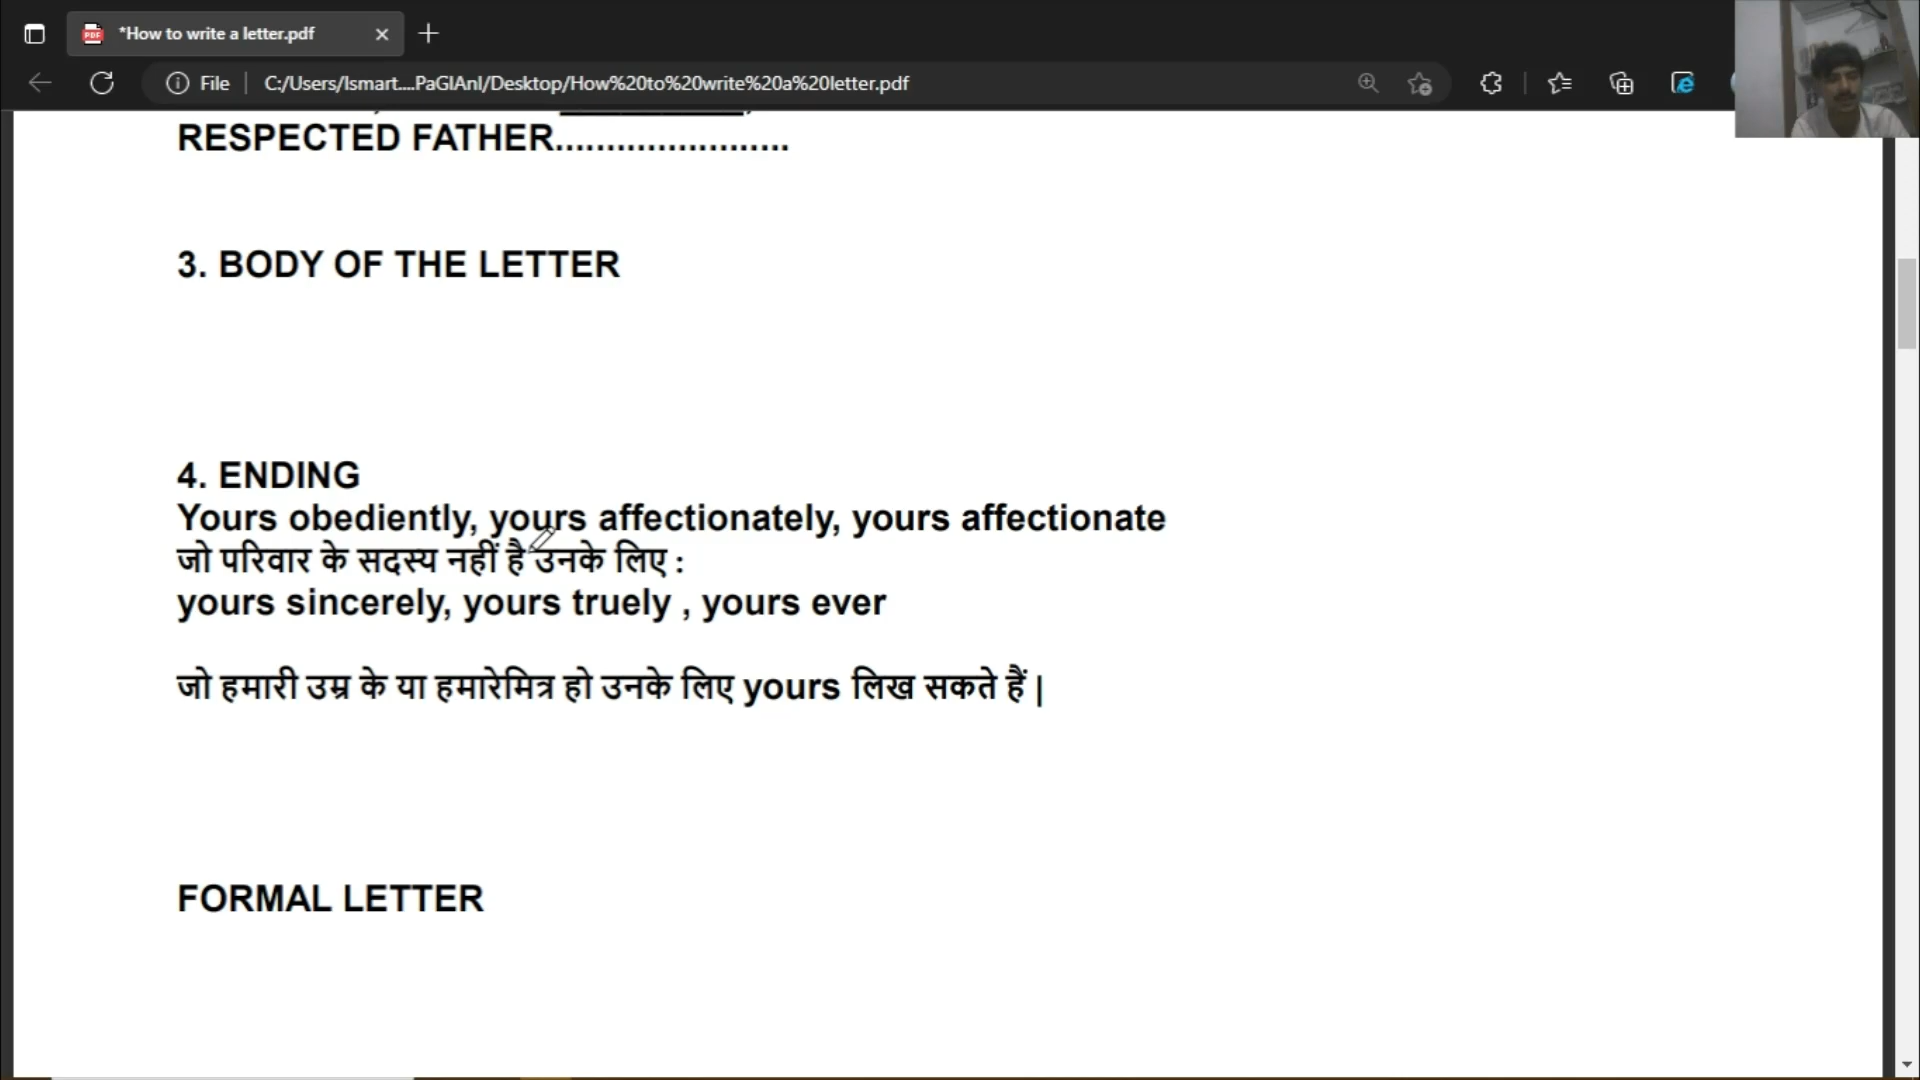 *How to write a letter.pdf
File
C:/Users/Ismart....PaGlAnI/Desktop/How%20to%20write%20a%20letter.pdf
RESPECTED FATHER.......................
3. BODY OF THE LETTER
4. ENDING
Yours obediently, yours affectionately, yours affectionate
जो परिवार के सदस्य नहीं है उनके लिए :
yours sincerely, yours truely , yours ever
जो हमारी उम्र के या हमारेमित्र हो उनके लिए yours लिख सकते हैं |
FORMAL LETTER